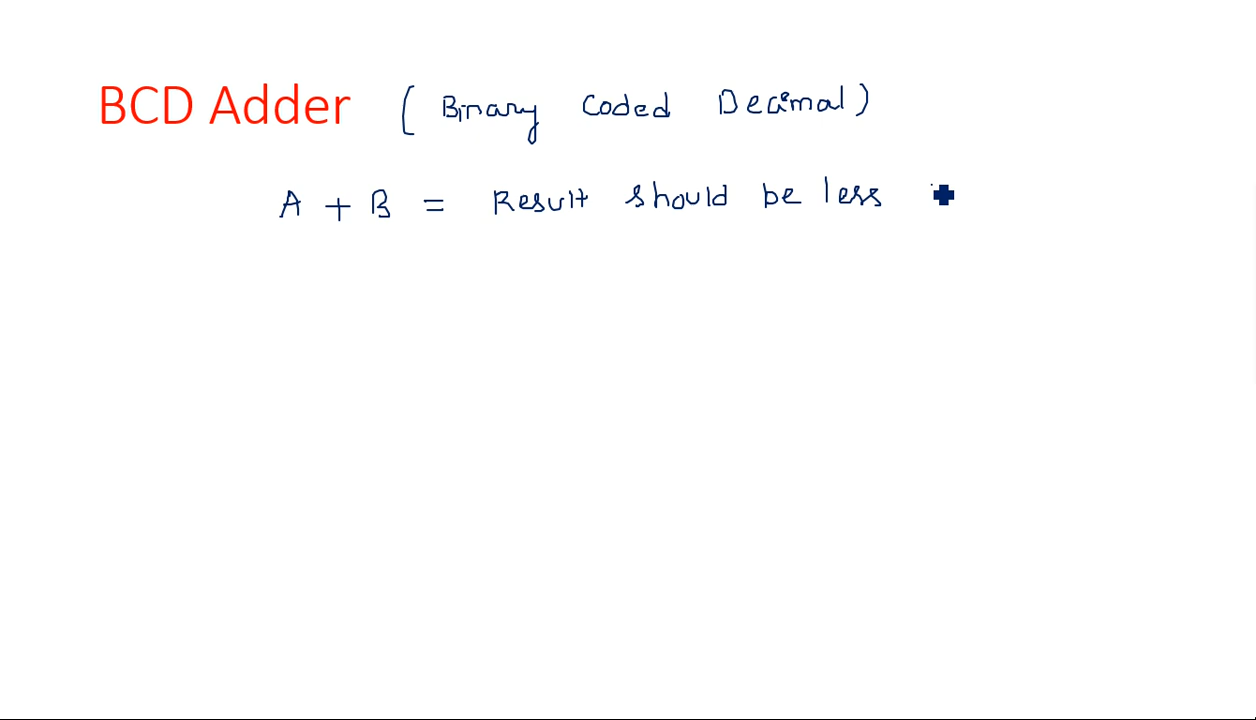 BCD Adder ( Binary Coded Decimal )
A + B = Result should be less